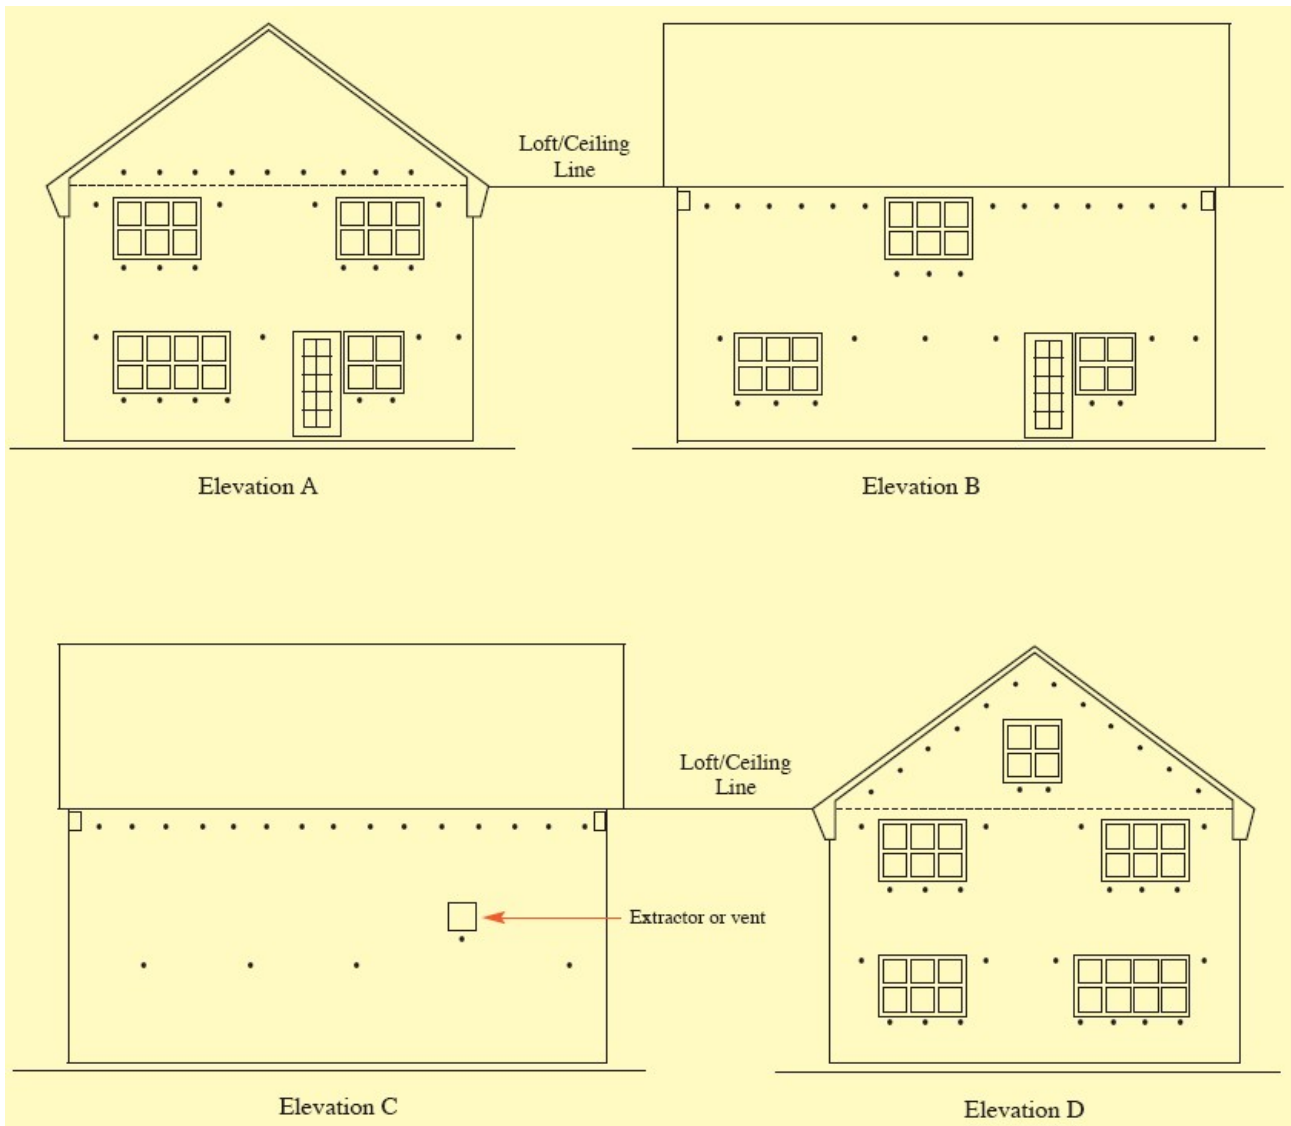 Loft/Ceiling
Line
Elevation A
Elevation B
Loft/Ceiling
Line
Extractor or vent
Elevation C
Elevation D